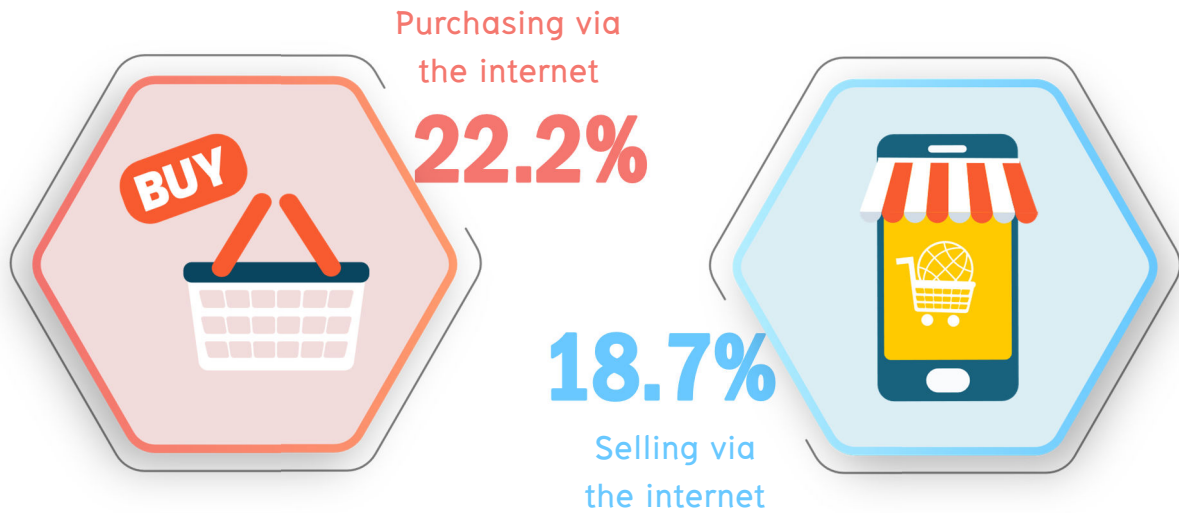 Purchasing via
the internet
22.2%
BUY
18.7%
Selling via
the internet